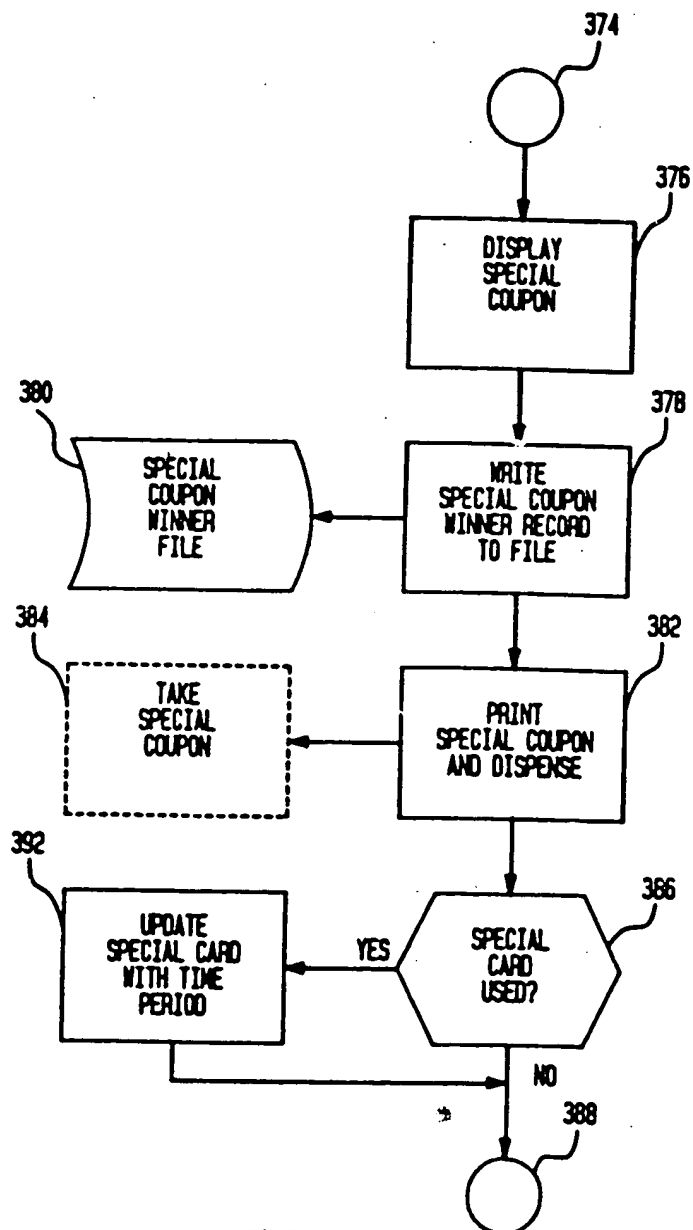 374
376
DISPLAY
SPECIAL
COUPON
380
378
SPECIAL
COUPON
WINNER
FILE
WRITE
SPECIAL COUPON
WINNER RECORD
TO FILE
384
382
TAKE
SPECIAL
COUPON
PRINT
SPECIAL COUPON
AND DISPENSE
392
386
UPDATE
SPECIAL CARD
WITH TIME
PERIOD
YES
SPECIAL
CARD
USED?
NO
388